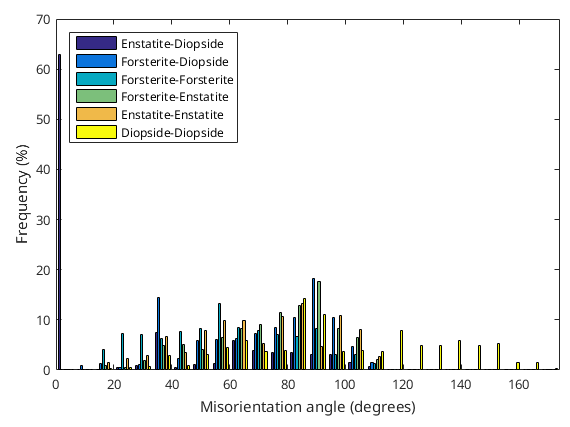 70
60
50
40
30
20
10
0
Frequency (%)
Enstatite-Diopside
Forsterite-Diopside
Forsterite-Forsterite
Forsterite-Enstatite
Enstatite-Enstatite
Diopside-Diopside
0 20 40 60 80 100 120 140 160
Misorientation angle (degrees)